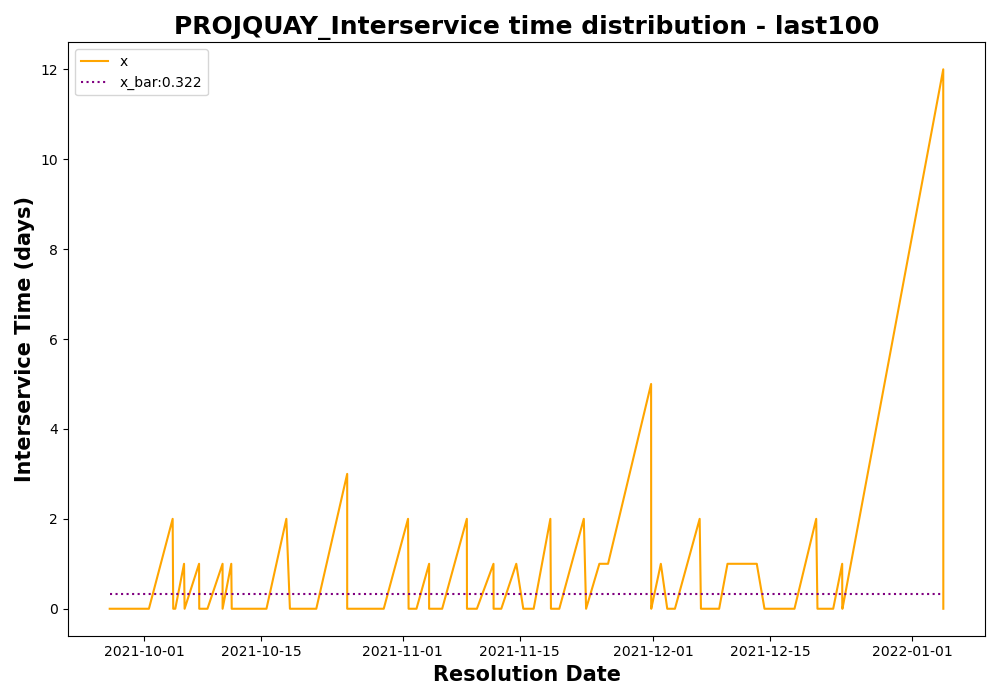 PROJQUAY_Interservice time distribution - last100
x
x_bar:0.322
12
10
8
6
4
2
0
Interservice Time (days)
2021-10-01 2021-10-15 2021-11-01 2021-11-15 2021-12-01 2021-12-15 2022-01-01
Resolution Date